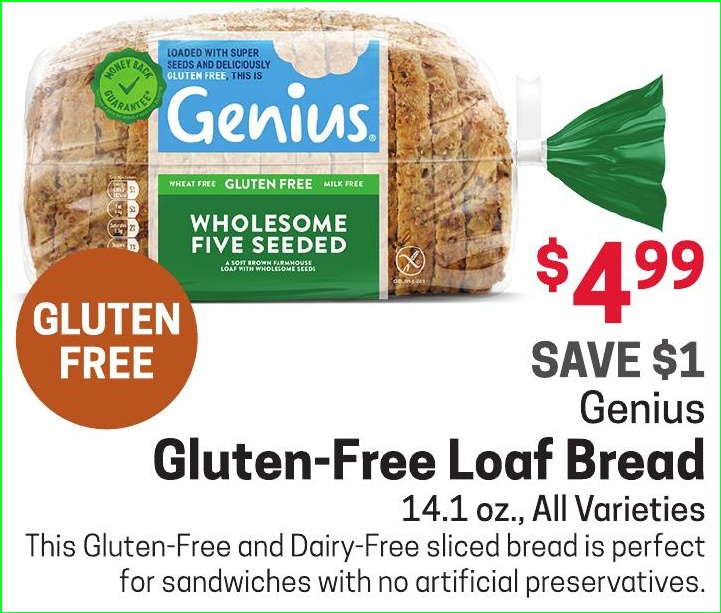 MONEY BACK
GUARANTEE
LOADED WITH SUPER
SEEDS AND DELICIOUSLY
GLUTEN FREE, THIS IS
Genius®
WHEAT FREE GLUTEN FREE MILK FREE
WHOLESOME
FIVE SEEDED
A SOFT BROWN FARMHOUSE
LOAF WITH WHOLESOME SEEDS
GLUTEN
FREE
$4.99
SAVE $1
Genius
Gluten-Free Loaf Bread
14.1 oz., All Varieties
This Gluten-Free and Dairy-Free sliced bread is perfect
for sandwiches with no artificial preservatives.